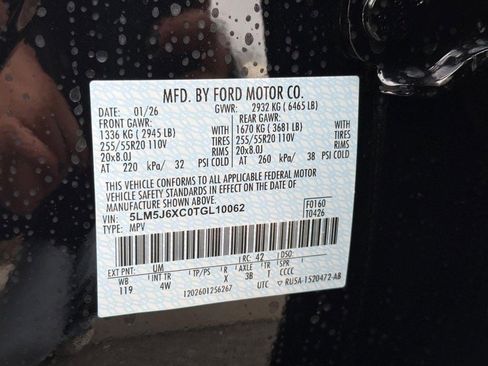 MFD. BY FORD MOTOR CO.
DATE: 01/26 GVWR: 2932 KG ( 6465 LB)
FRONT GAWR: REAR GAWR:
1336 KG ( 2945 LB) WITH 1670 KG ( 3681 LB) WITH
255/55R20 110V TIRES 255/55R20 110V TIRES
20x8.0J RIMS 20x8.0J RIMS
AT 220 kPa/ 32 PSI COLD AT 260 kPa/ 38 PSI COLD
THIS VEHICLE CONFORMS TO ALL APPLICABLE FEDERAL MOTOR
VEHICLE SAFETY STANDARDS IN EFFECT ON THE DATE OF
MANUFACTURE SHOWN ABOVE.
VIN: 5LM5J6XC0TGL10062 F0160
TYPE: MPV T0426
EXT PNT: UM RC: 42 DSO:
WB INT TR TP/PS R AXLE TR SPR
119 4W X 3B T CCCC
1202601256267 UTC ▽ RU5A-1520472-AB